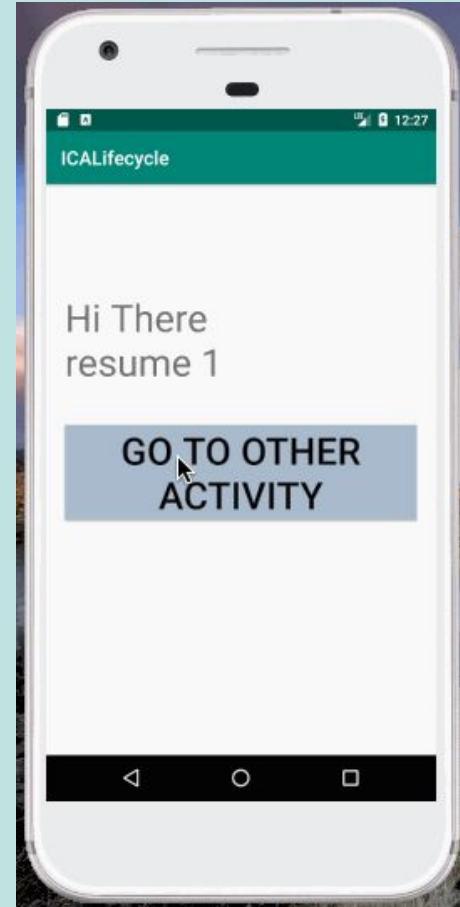 12:27
ICALifecycle
Hi There
resume 1
GO TO OTHER
ACTIVITY